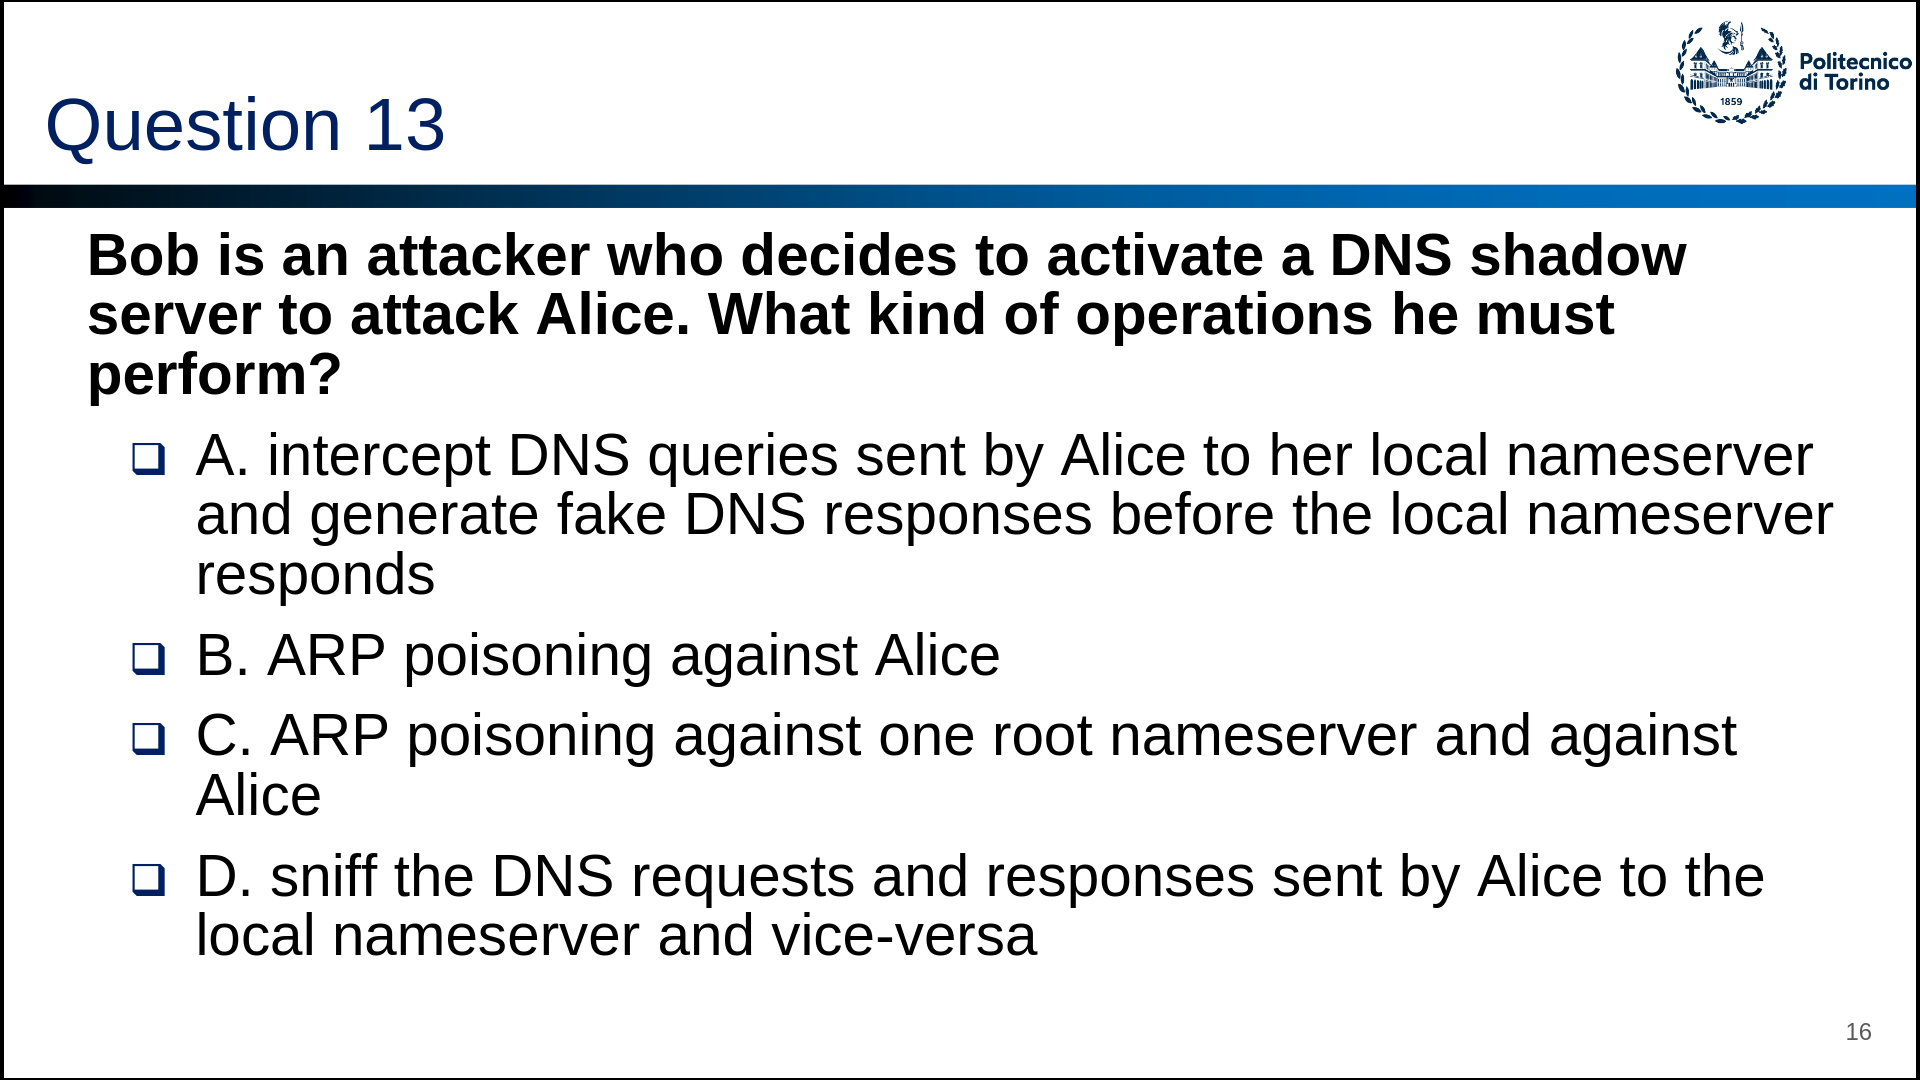 Politecnico
di Torino
1859
Question 13
Bob is an attacker who decides to activate a DNS shadow
server to attack Alice. What kind of operations he must
perform?
A. intercept DNS queries sent by Alice to her local nameserver
and generate fake DNS responses before the local nameserver
responds
B. ARP poisoning against Alice
C. ARP poisoning against one root nameserver and against
Alice
D. sniff the DNS requests and responses sent by Alice to the
local nameserver and vice-versa
16